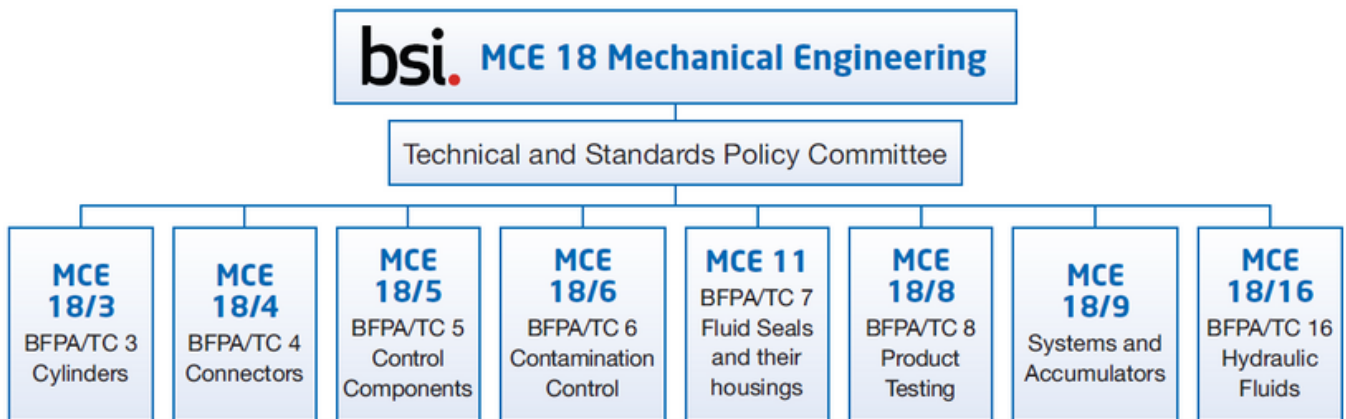 bsi. MCE 18 Mechanical Engineering
Technical and Standards Policy Committee
MCE
18/3
BFPA/TC 3
Cylinders
MCE
18/4
BFPA/TC 4
Connectors
MCE
18/5
BFPA/TC 5
Control
Components
MCE
18/6
BFPA/TC 6
Contamination
Control
MCE 11
BFPA/TC 7
Fluid Seals
and their
housings
MCE
18/8
BFPA/TC 8
Product
Testing
MCE
18/9
Systems and
Accumulators
MCE
18/16
BFPA/TC 16
Hydraulic
Fluids